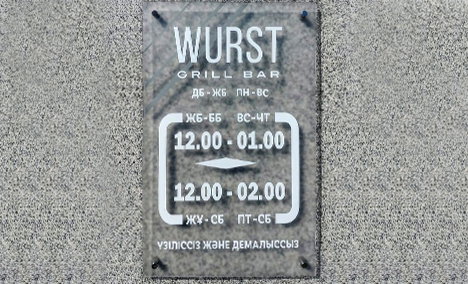 WURST
GRILL BAR
ДБ-ЖБ ПН-ВС
ЖБ-ББ ВС-ЧТ
12.00 - 01.00
12.00 - 02.00
ЖҰ-СБ ПТ-СБ
ҮЗІЛІССІЗ ЖӘНЕ ДЕМАЛЫССЫЗ